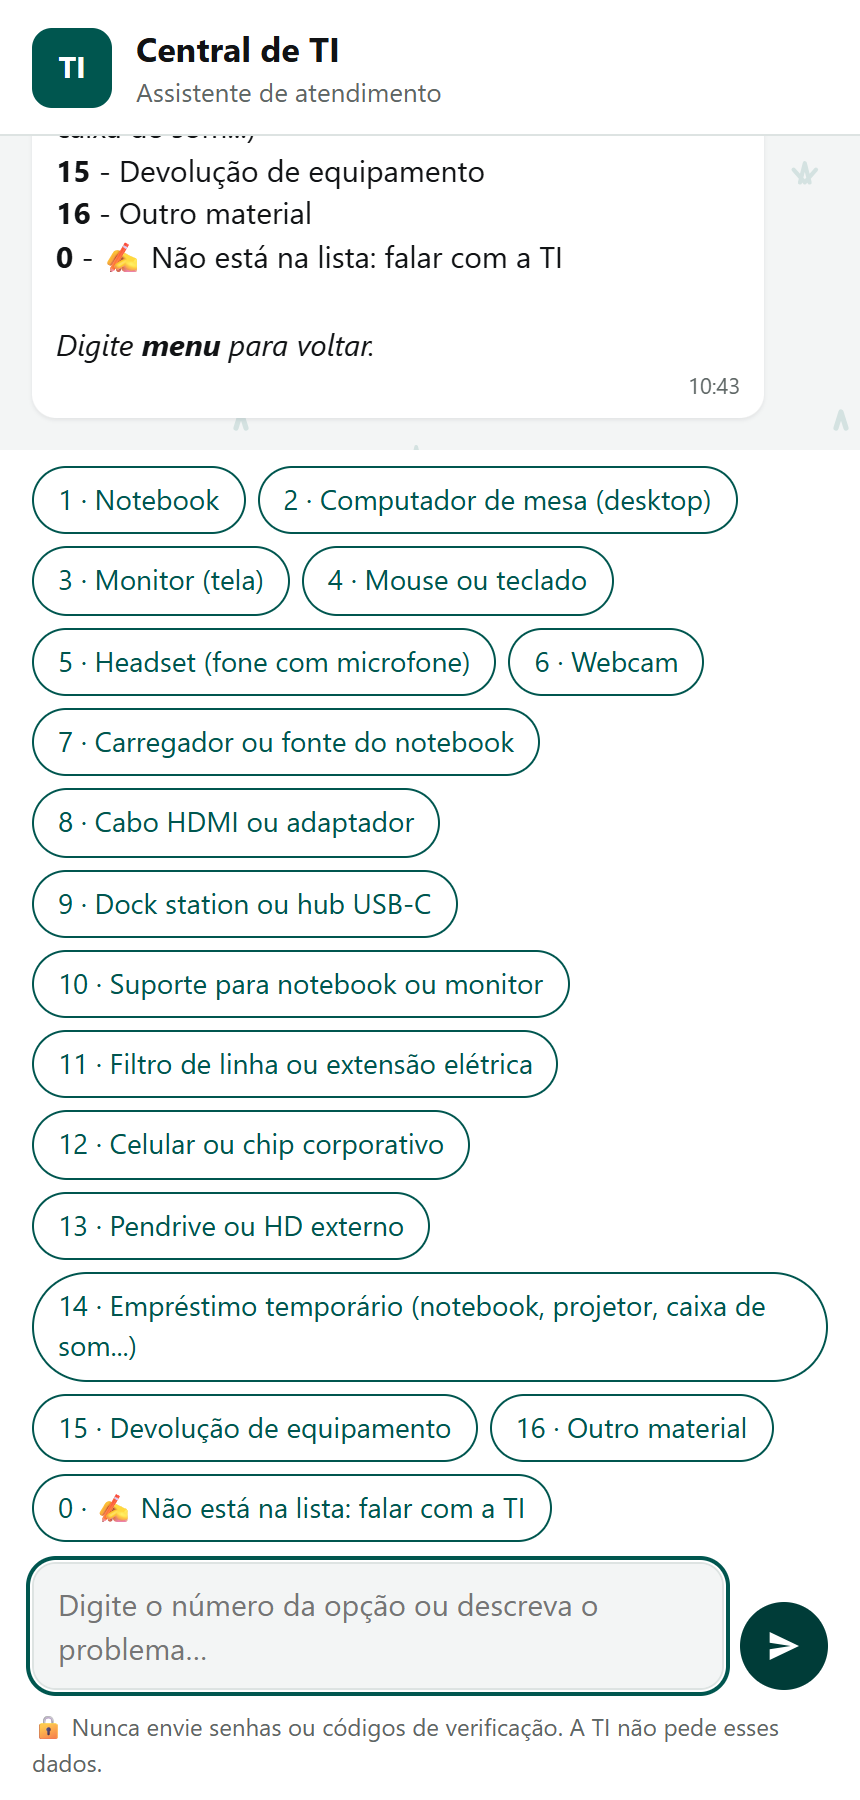 TI
Central de TI
Assistente de atendimento
caixa de som...)
15 - Devolução de equipamento
16 - Outro material
0 - ✍️ Não está na lista: falar com a TI
Digite menu para voltar.
10:43
1 · Notebook
2 · Computador de mesa (desktop)
3 · Monitor (tela)
4 · Mouse ou teclado
5 · Headset (fone com microfone)
6 · Webcam
7 · Carregador ou fonte do notebook
8 · Cabo HDMI ou adaptador
9 · Dock station ou hub USB-C
10 · Suporte para notebook ou monitor
11 · Filtro de linha ou extensão elétrica
12 · Celular ou chip corporativo
13 · Pendrive ou HD externo
14 · Empréstimo temporário (notebook, projetor, caixa de
som...)
15 · Devolução de equipamento
16 · Outro material
0 · ✍️ Não está na lista: falar com a TI
Digite o número da opção ou descreva o
problema...
🔒 Nunca envie senhas ou códigos de verificação. A TI não pede esses
dados.